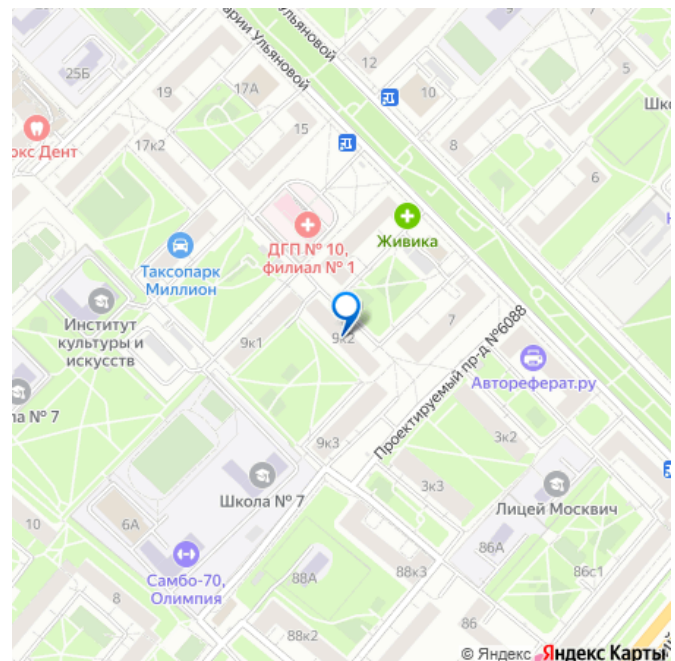 арии Ульяновой
Ульяновой
25Б
19
17А
12
10
5
Шко
15
8
окс Дент
17к2
6
Живика
ДГП № 10,
филиал № 1
Таксопарк
Миллион
7
Проектируемый пр-д №6088
Институт
культуры и
искусств
9к1
9к2
Автореферат.ру
ла № 7
9к3
3к2
Школа № 7
3к3
Лицей Москвич
10
6А
86А
Самбо-70,
Олимпия
88А
88к3
86с1
8
88к2
86
© Яндекс
Яндекс Карты